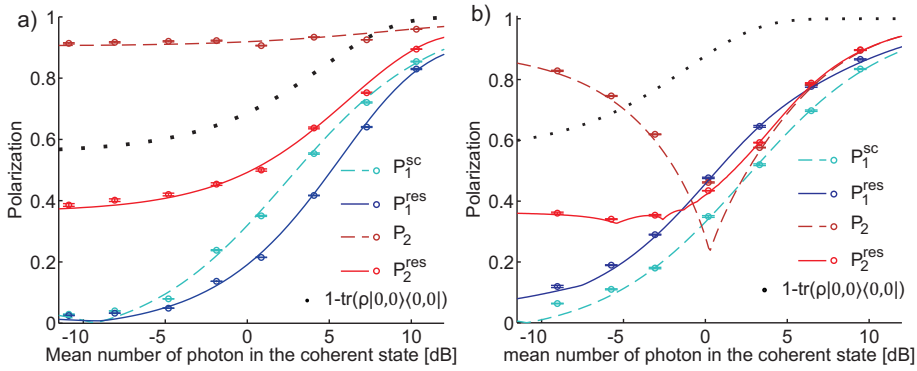 a)
Polarization
1
0.8
0.6
0.4
0.2
0
-10
-5
0
5
10
Mean number of photon in the coherent state [dB]
P₁ˢᶜ
P₁ʳᵉˢ
P₂
P₂ʳᵉˢ
1-tr(ρ|0,0⟩⟨0,0|)
b)
Polarization
1
0.8
0.6
0.4
0.2
0
-10
-5
0
5
10
mean number of photon in the coherent state [dB]
P₁ˢᶜ
P₁ʳᵉˢ
P₂
P₂ʳᵉˢ
1-tr(ρ|0,0⟩⟨0,0|)